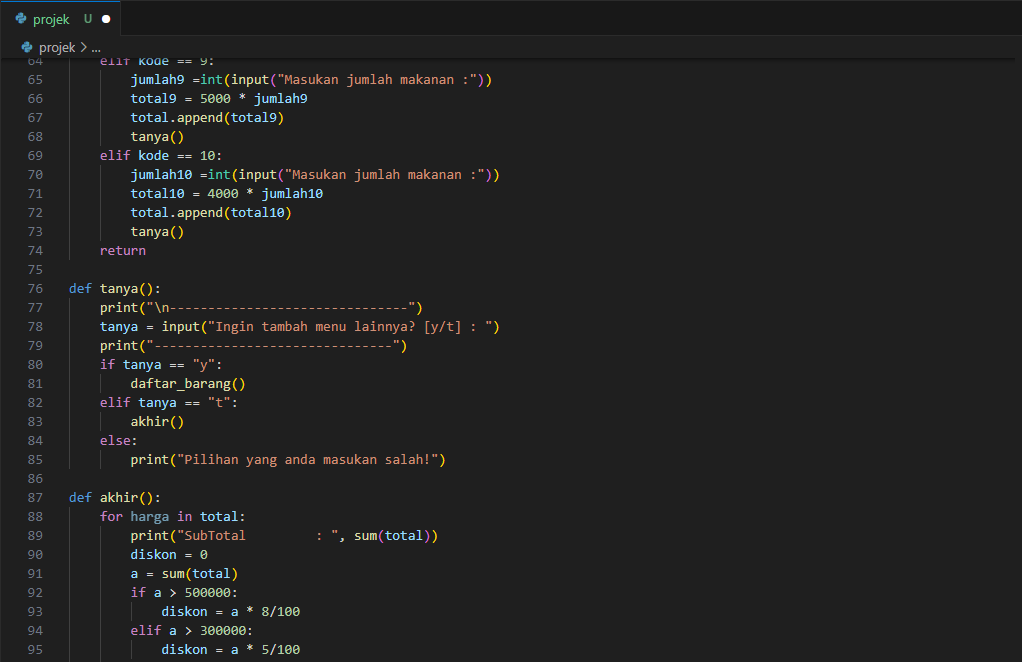 projek U
projek > ...
64 elif kode == 9:
65 jumlah9 =int(input("Masukan jumlah makanan :"))
66 total9 = 5000 * jumlah9
67 total.append(total9)
68 tanya()
69 elif kode == 10:
70 jumlah10 =int(input("Masukan jumlah makanan :"))
71 total10 = 4000 * jumlah10
72 total.append(total10)
73 tanya()
74 return
75
76 def tanya():
77 print("\n-------------------------------")
78 tanya = input("Ingin tambah menu lainnya? [y/t] : ")
79 print("-------------------------------")
80 if tanya == "y":
81 daftar_barang()
82 elif tanya == "t":
83 akhir()
84 else:
85 print("Pilihan yang anda masukan salah!")
86
87 def akhir():
88 for harga in total:
89 print("SubTotal         : ", sum(total))
90 diskon = 0
91 a = sum(total)
92 if a > 500000:
93 diskon = a * 8/100
94 elif a > 300000:
95 diskon = a * 5/100